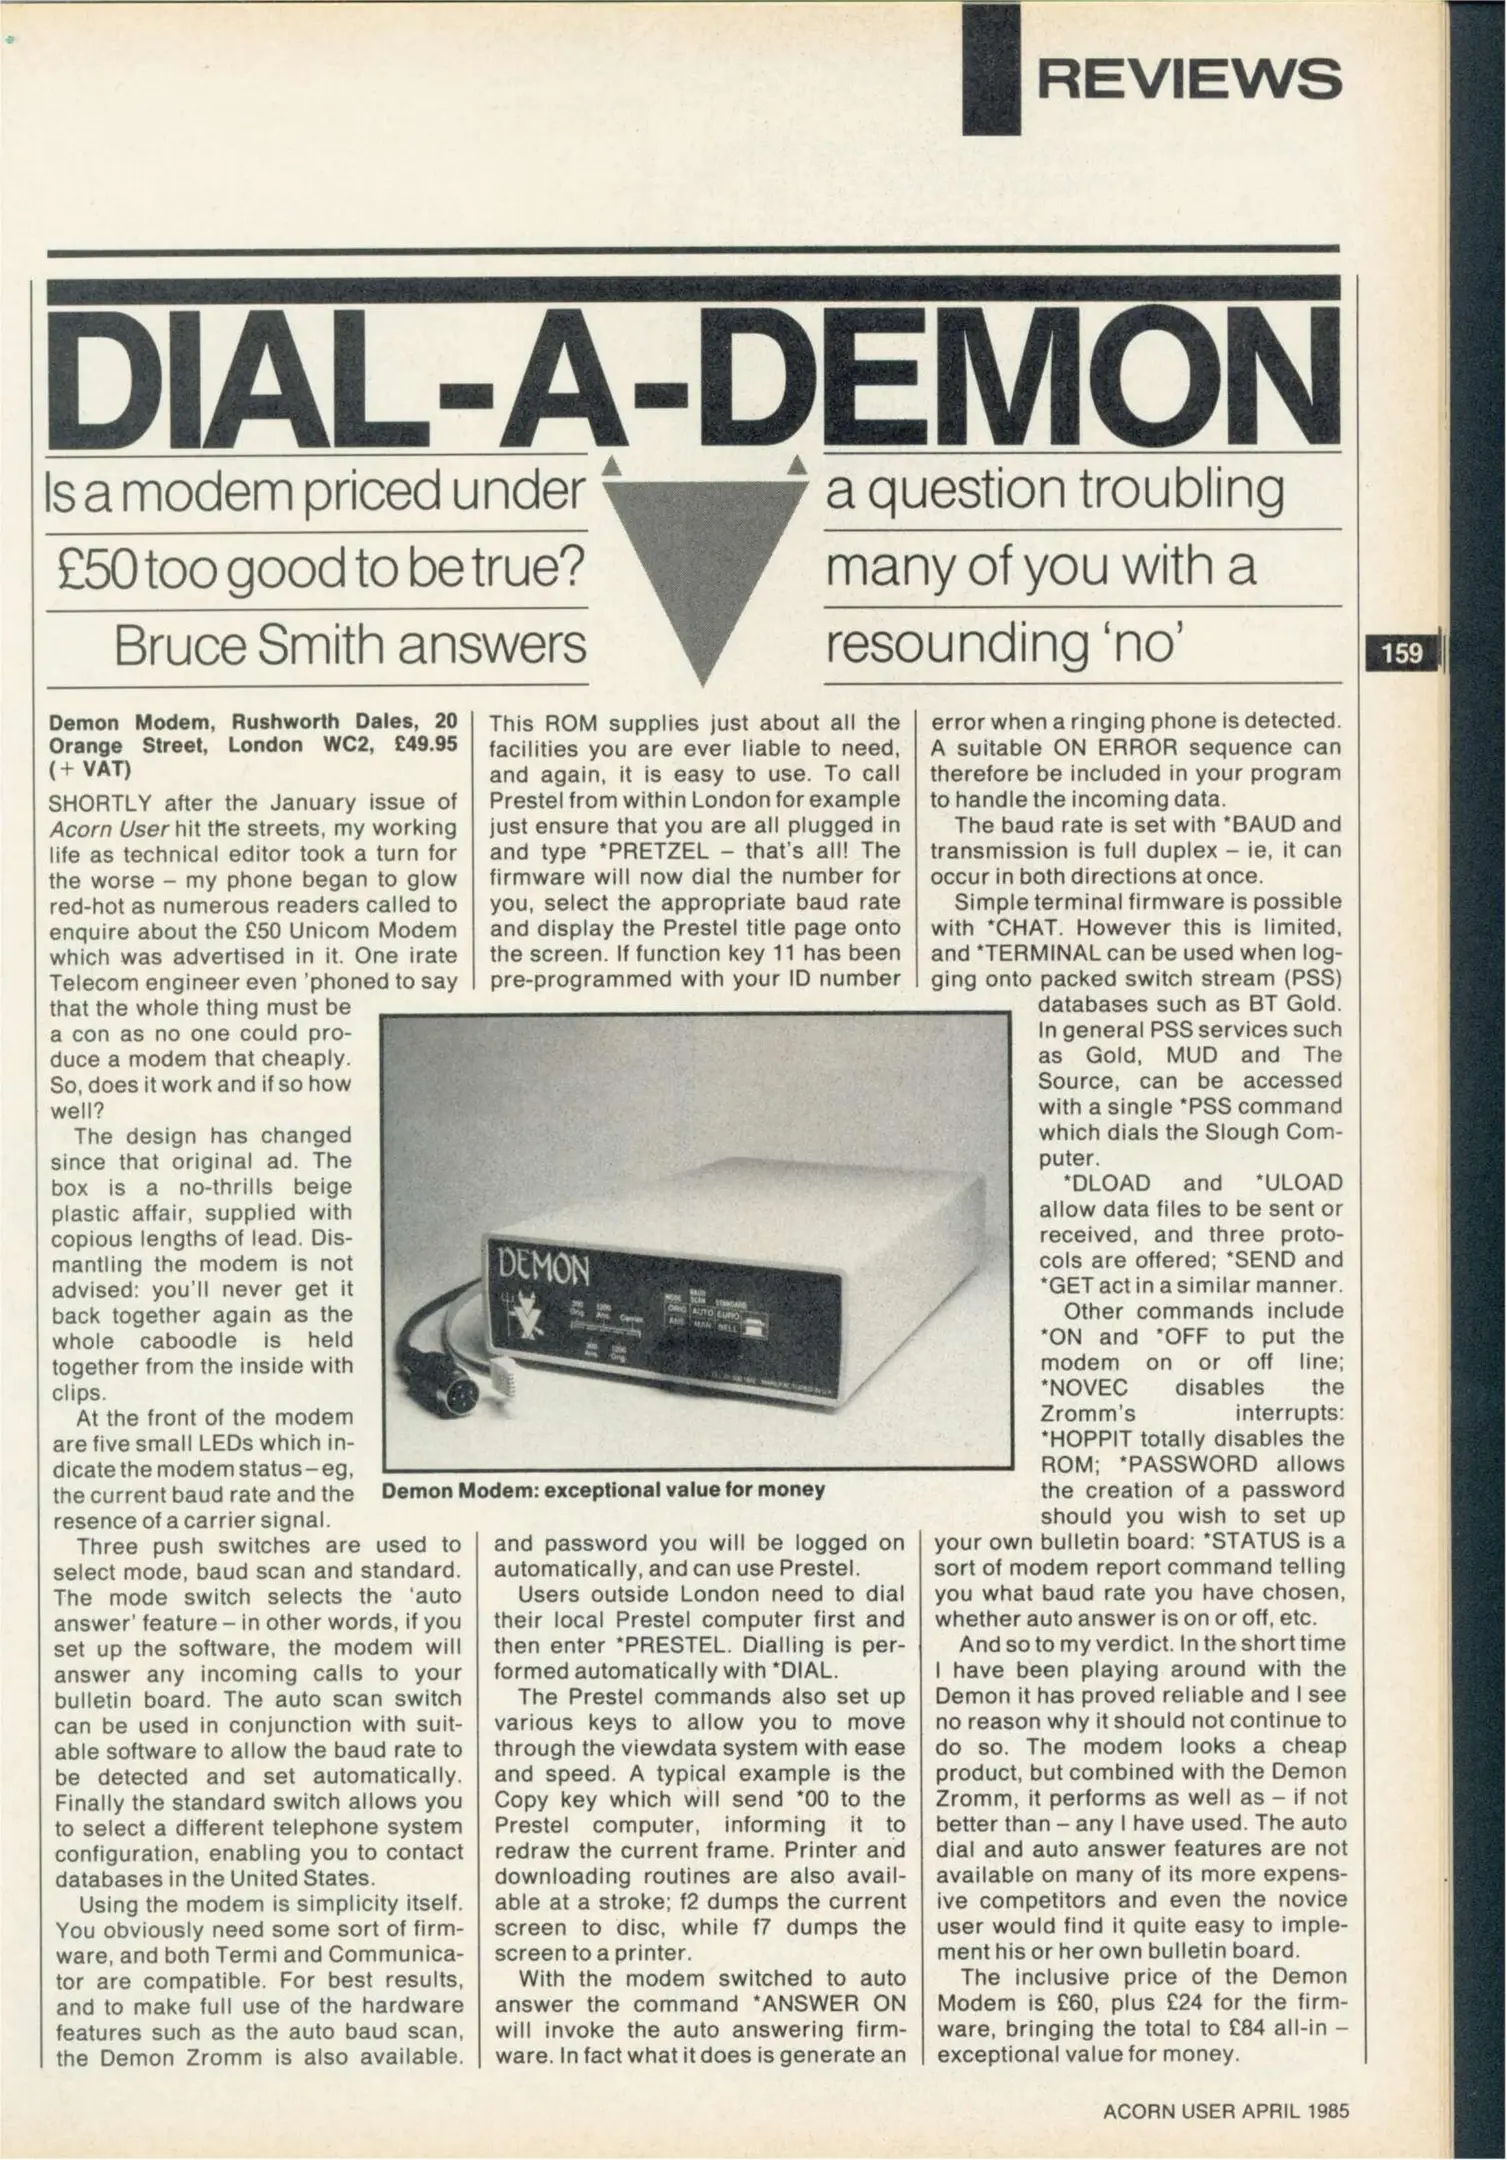 REVIEWS
DIAL-A-DEMON
Is a modem priced under
£50 too good to be true?
Bruce Smith answers
a question troubling
many of you with a
resounding ‘no’
159
Demon Modem, Rushworth Dales, 20
Orange Street, London WC2, £49.95
(+ VAT)
SHORTLY after the January issue of
Acorn User hit the streets, my working
life as technical editor took a turn for
the worse – my phone began to glow
red-hot as numerous readers called to
enquire about the £50 Unicom Modem
which was advertised in it. One irate
Telecom engineer even 'phoned to say
that the whole thing must be
a con as no one could pro-
duce a modem that cheaply.
So, does it work and if so how
well?
The design has changed
since that original ad. The
box is a no-thrills beige
plastic affair, supplied with
copious lengths of lead. Dis-
mantling the modem is not
advised: you'll never get it
back together again as the
whole caboodle is held
together from the inside with
clips.
At the front of the modem
are five small LEDs which in-
dicate the modem status – eg,
the current baud rate and the
resence of a carrier signal.
Three push switches are used to
select mode, baud scan and standard.
The mode switch selects the 'auto
answer' feature – in other words, if you
set up the software, the modem will
answer any incoming calls to your
bulletin board. The auto scan switch
can be used in conjunction with suit-
able software to allow the baud rate to
be detected and set automatically.
Finally the standard switch allows you
to select a different telephone system
configuration, enabling you to contact
databases in the United States.
Using the modem is simplicity itself.
You obviously need some sort of firm-
ware, and both Termi and Communica-
tor are compatible. For best results,
and to make full use of the hardware
features such as the auto baud scan,
the Demon Zromm is also available.
This ROM supplies just about all the
facilities you are ever liable to need,
and again, it is easy to use. To call
Prestel from within London for example
just ensure that you are all plugged in
and type *PRETZEL – that's all! The
firmware will now dial the number for
you, select the appropriate baud rate
and display the Prestel title page onto
the screen. If function key 11 has been
pre-programmed with your ID number
DEMON
MODE BAUD SCAN STANDARD
ORIG AUTO EURO
ANS MAN BELL
300 Orig 1200 Ans Carrier
300 Ans 1200 Orig
Demon Modem: exceptional value for money
and password you will be logged on
automatically, and can use Prestel.
Users outside London need to dial
their local Prestel computer first and
then enter *PRESTEL. Dialling is per-
formed automatically with *DIAL.
The Prestel commands also set up
various keys to allow you to move
through the viewdata system with ease
and speed. A typical example is the
Copy key which will send *00 to the
Prestel computer, informing it to
redraw the current frame. Printer and
downloading routines are also avail-
able at a stroke; f2 dumps the current
screen to disc, while f7 dumps the
screen to a printer.
With the modem switched to auto
answer the command *ANSWER ON
will invoke the auto answering firm-
ware. In fact what it does is generate an
error when a ringing phone is detected.
A suitable ON ERROR sequence can
therefore be included in your program
to handle the incoming data.
The baud rate is set with *BAUD and
transmission is full duplex – ie, it can
occur in both directions at once.
Simple terminal firmware is possible
with *CHAT. However this is limited,
and *TERMINAL can be used when log-
ging onto packed switch stream (PSS)
databases such as BT Gold.
In general PSS services such
as Gold, MUD and The
Source, can be accessed
with a single *PSS command
which dials the Slough Com-
puter.
*DLOAD and *ULOAD
allow data files to be sent or
received, and three proto-
cols are offered; *SEND and
*GET act in a similar manner.
Other commands include
*ON and *OFF to put the
modem on or off line;
*NOVEC disables the
Zromm's interrupts:
*HOPPIT totally disables the
ROM; *PASSWORD allows
the creation of a password
should you wish to set up
your own bulletin board: *STATUS is a
sort of modem report command telling
you what baud rate you have chosen,
whether auto answer is on or off, etc.
And so to my verdict. In the short time
I have been playing around with the
Demon it has proved reliable and I see
no reason why it should not continue to
do so. The modem looks a cheap
product, but combined with the Demon
Zromm, it performs as well as – if not
better than – any I have used. The auto
dial and auto answer features are not
available on many of its more expens-
ive competitors and even the novice
user would find it quite easy to imple-
ment his or her own bulletin board.
The inclusive price of the Demon
Modem is £60, plus £24 for the firm-
ware, bringing the total to £84 all-in –
exceptional value for money.
ACORN USER APRIL 1985